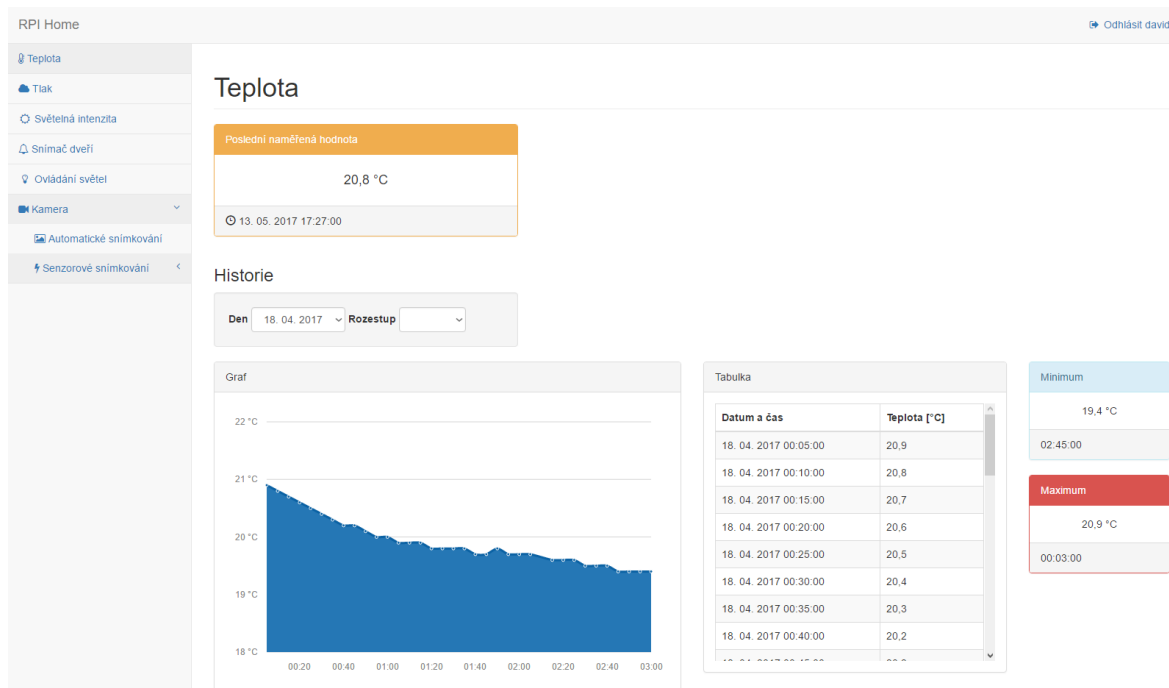 RPI Home
Odhlásit david
Teplota
Tlak
Světelná intenzita
Snímač dveří
Ovládání světel
Kamera
Automatické snímkování
Senzorové snímkování
Teplota
Poslední naměřená hodnota
20,8 °C
13. 05. 2017 17:27:00
Historie
Den 18. 04. 2017 Rozestup
Graf
22 °C
21 °C
20 °C
19 °C
18 °C
00:20 00:40 01:00 01:20 01:40 02:00 02:20 02:40 03:00
Tabulka
Datum a čas Teplota [°C]
18. 04. 2017 00:05:00 20,9
18. 04. 2017 00:10:00 20,8
18. 04. 2017 00:15:00 20,7
18. 04. 2017 00:20:00 20,6
18. 04. 2017 00:25:00 20,5
18. 04. 2017 00:30:00 20,4
18. 04. 2017 00:35:00 20,3
18. 04. 2017 00:40:00 20,2
Minimum
19,4 °C
02:45:00
Maximum
20,9 °C
00:03:00